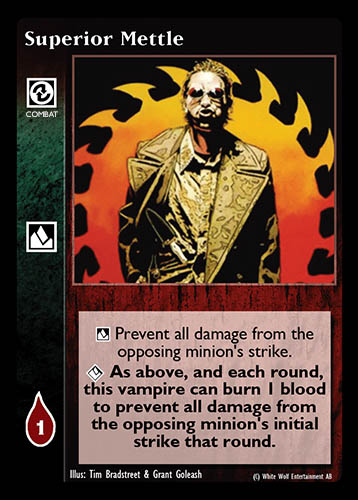 Superior Mettle
COMBAT
Prevent all damage from the
opposing minion's strike.
As above, and each round,
this vampire can burn 1 blood
to prevent all damage from
the opposing minion's initial
strike that round.
1
Illus: Tim Bradstreet & Grant Goleash
(C) White Wolf Entertainment AB